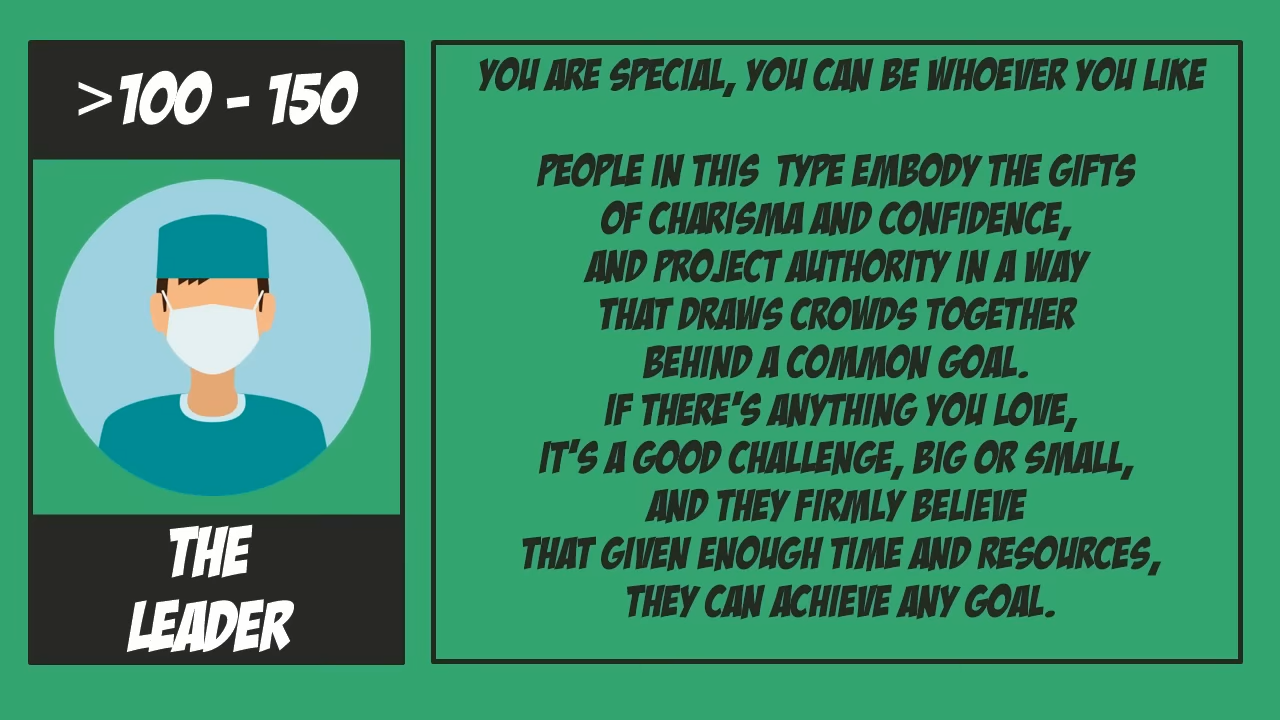 >100 - 150
THE
LEADER
YOU ARE SPECIAL, YOU CAN BE WHOEVER YOU LIKE
PEOPLE IN THIS TYPE EMBODY THE GIFTS
OF CHARISMA AND CONFIDENCE,
AND PROJECT AUTHORITY IN A WAY
THAT DRAWS CROWDS TOGETHER
BEHIND A COMMON GOAL.
IF THERE'S ANYTHING YOU LOVE,
IT'S A GOOD CHALLENGE, BIG OR SMALL,
AND THEY FIRMLY BELIEVE
THAT GIVEN ENOUGH TIME AND RESOURCES,
THEY CAN ACHIEVE ANY GOAL.